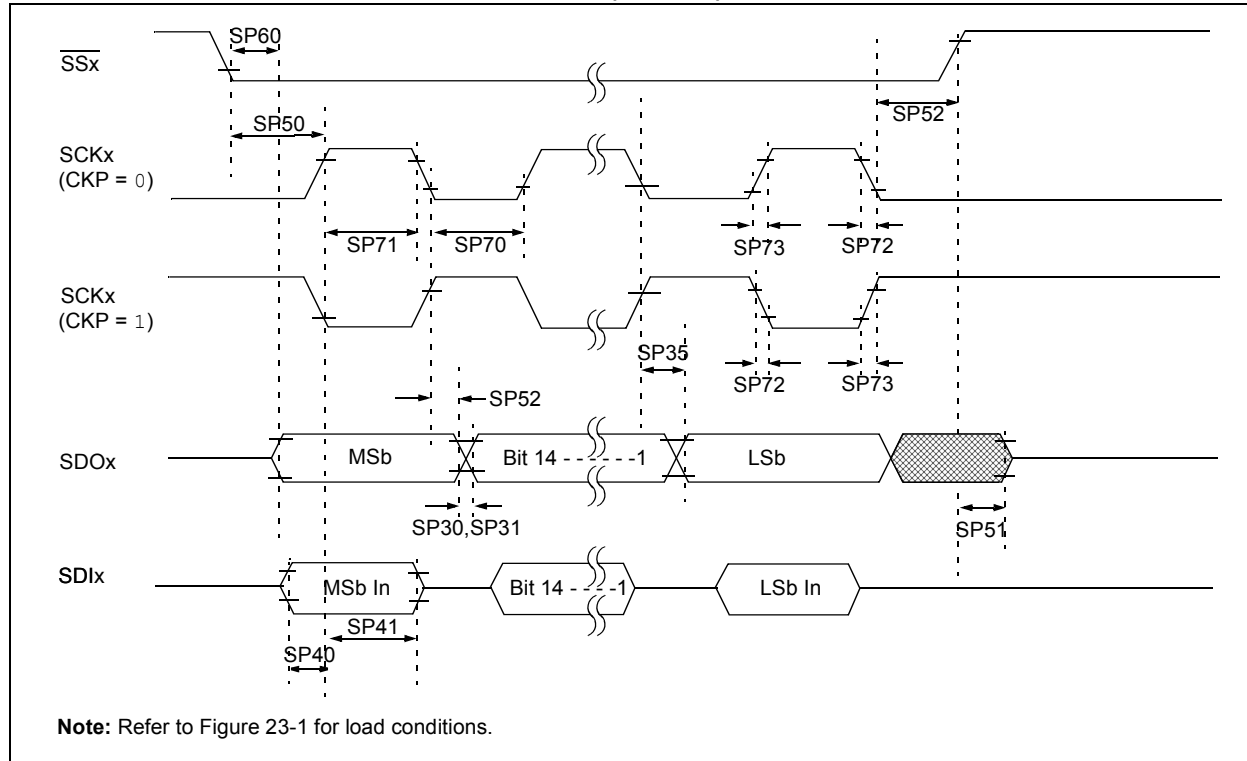 SP60
SSx
SP50
SP52
SCKx
(CKP = 0)
SP71
SP70
SP73
SP72
SCKx
(CKP = 1)
SP35
SP72
SP73
SP52
SDOx
MSb
Bit 14 - - - - - -1
LSb
SP30,SP31
SP51
SDIx
MSb In
Bit 14 - - - -1
LSb In
SP41
SP40
Note: Refer to Figure 23-1 for load conditions.